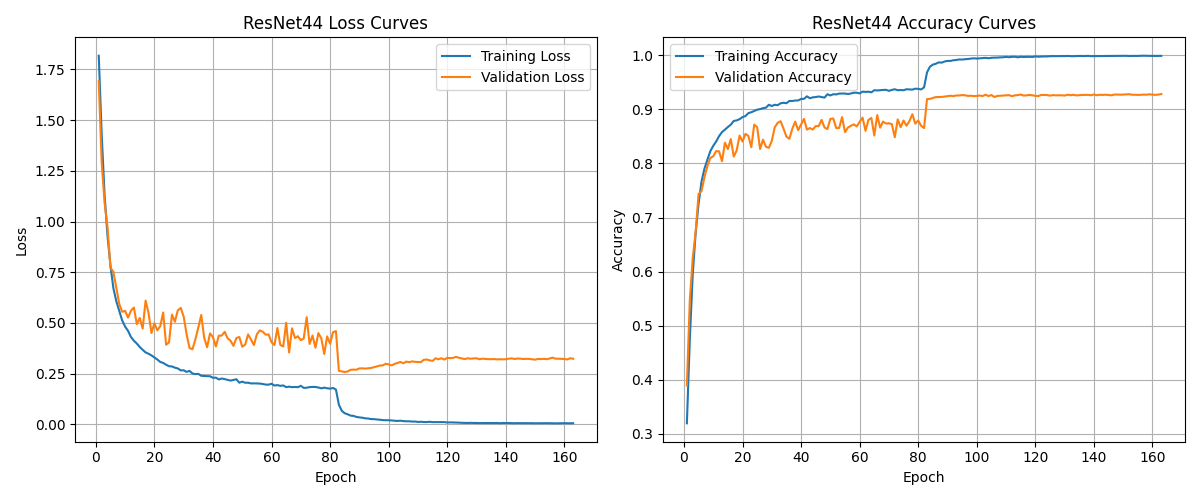 ResNet44 Loss Curves
Training Loss
Validation Loss
1.75
1.50
1.25
1.00
0.75
0.50
0.25
0.00
Loss
0 20 40 60 80 100 120 140 160
Epoch
ResNet44 Accuracy Curves
Training Accuracy
Validation Accuracy
1.0
0.9
0.8
0.7
0.6
0.5
0.4
0.3
Accuracy
0 20 40 60 80 100 120 140 160
Epoch